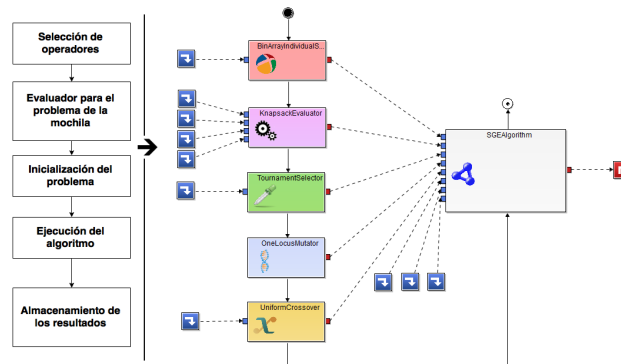 Selección de
operadores
Evaluador para el
problema de la
mochila
Inicialización del
problema
Ejecución del
algoritmo
Almacenamiento de
los resultados
BinArrayIndividualS...
KnapsackEvaluator
TournamentSelector
OneLocusMutator
UniformCrossover
SGEAlgorithm